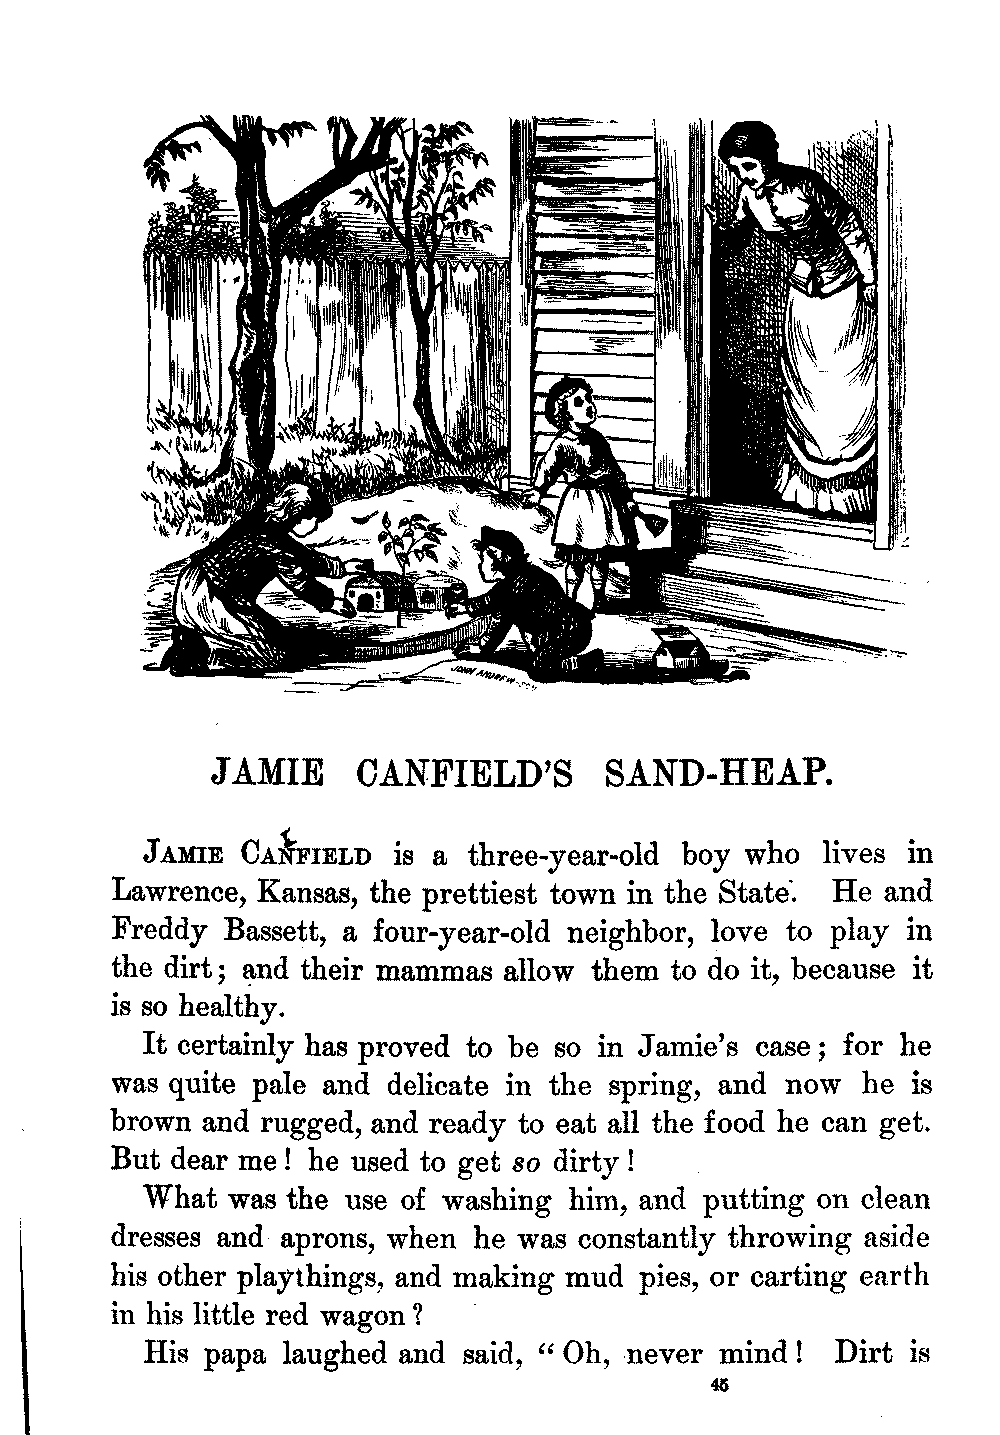 JOHN ANDREW-SON
JAMIE CANFIELD'S SAND-HEAP.
JAMIE CANFIELD is a three-year-old boy who lives in
Lawrence, Kansas, the prettiest town in the State. He and
Freddy Bassett, a four-year-old neighbor, love to play in
the dirt; and their mammas allow them to do it, because it
is so healthy.
It certainly has proved to be so in Jamie's case; for he
was quite pale and delicate in the spring, and now he is
brown and rugged, and ready to eat all the food he can get.
But dear me! he used to get so dirty!
What was the use of washing him, and putting on clean
dresses and aprons, when he was constantly throwing aside
his other playthings, and making mud pies, or carting earth
in his little red wagon?
His papa laughed and said, "Oh, never mind! Dirt is
45